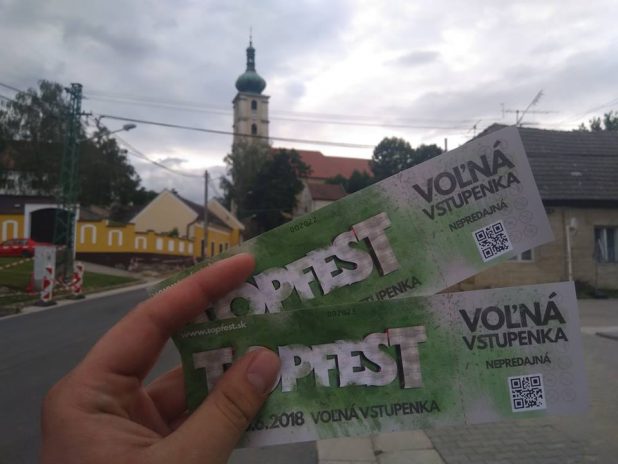 VOĽNÁ
VSTUPENKA
NEPREDAJNÁ
TOPFEST
VSTUPENKA
www.topfest.sk
TOPFEST
.6.2018 VOĽNÁ VSTUPENKA
VOĽNÁ
VSTUPENKA
NEPREDAJNÁ